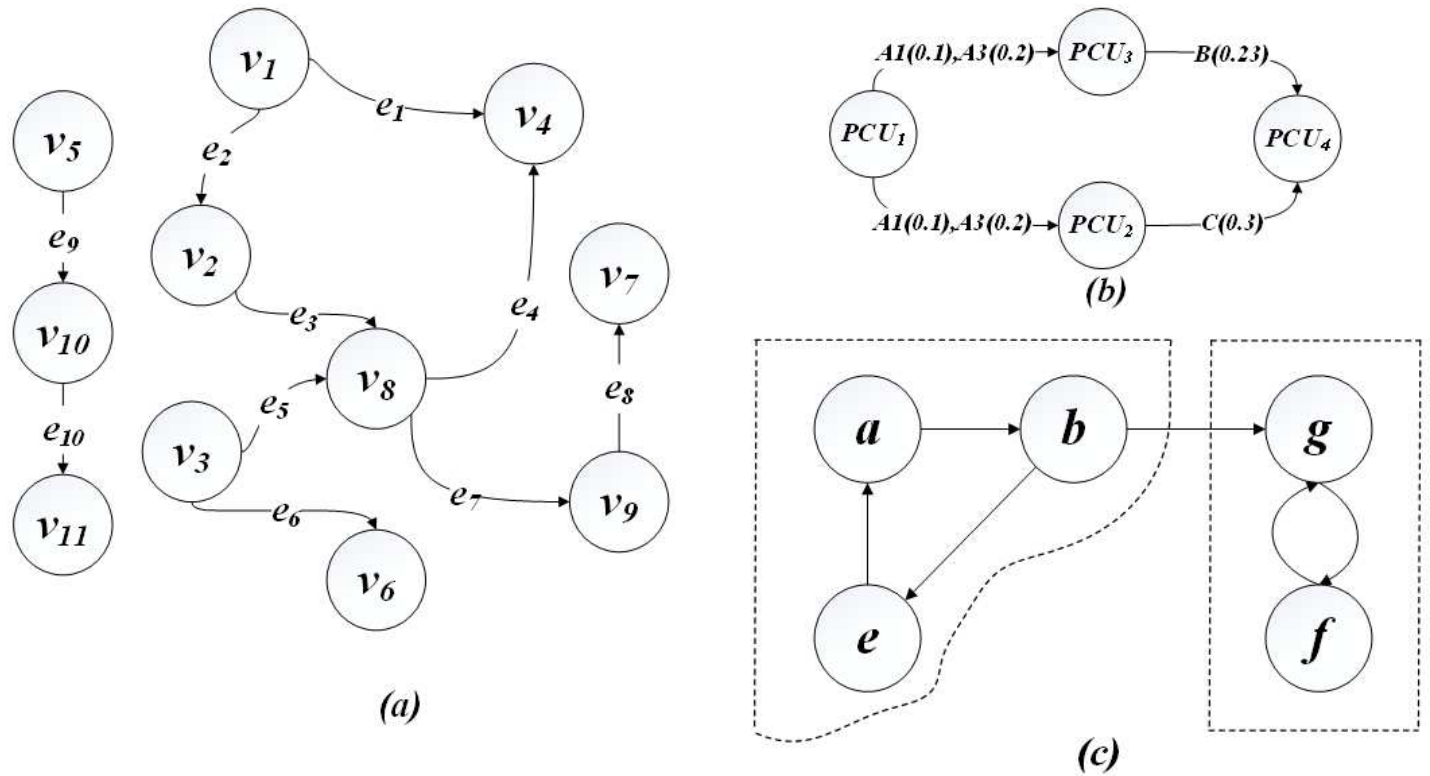 v1
e1
v4
e2
v2
e3
v8
e4
v3
e5
e6
v6
e7
v9
e8
v7
v5
e9
v10
e10
v11
(a)
PCU1
A1(0.1),A3(0.2)
PCU3
B(0.23)
PCU4
A1(0.1),A3(0.2)
PCU2
C(0.3)
(b)
a
b
g
e
f
(c)